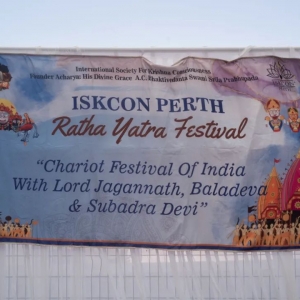 International Society For Krishna Consciousness
Founder Acharya: His Divine Grace A.C. Bhaktivedanta Swami Srila Prabhupada
ISKCON PERTH
Ratha Yatra Festival
"Chariot Festival Of India
With Lord Jagannath, Baladeva
& Subadra Devi"